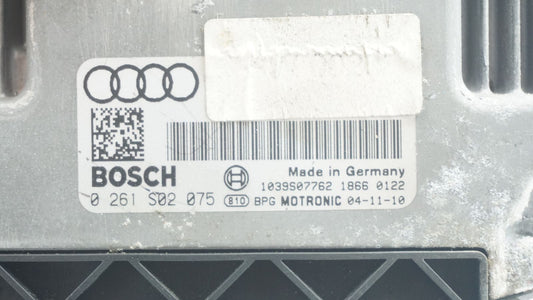 Made in Germany
BOSCH
1039S07762 1866 0122
0 261 S02 075 810 BPG MOTRONIC 04-11-10